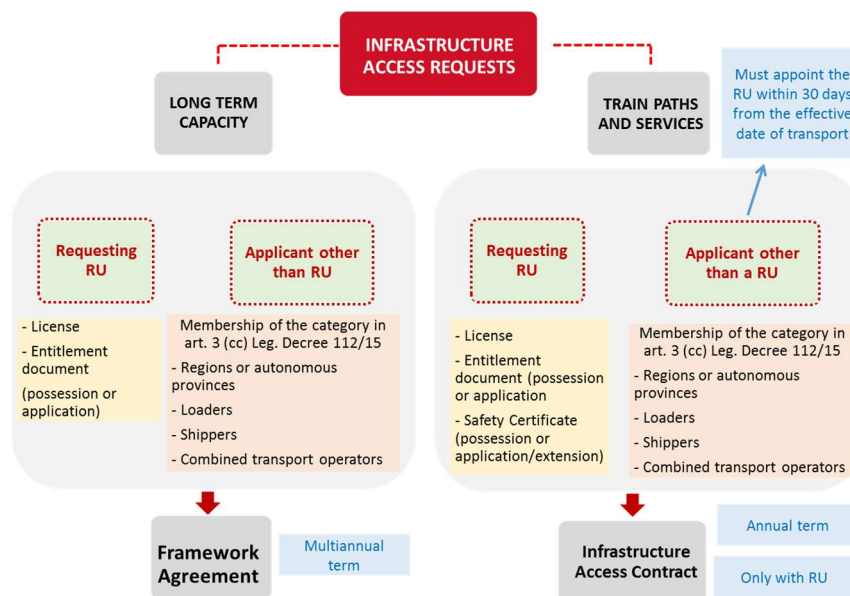 INFRASTRUCTURE
ACCESS REQUESTS
LONG TERM
CAPACITY
TRAIN PATHS
AND SERVICES
Must appoint the
RU within 30 days
from the effective
date of transport
Requesting
RU
Applicant other
than RU
- License
- Entitlement
document
(possession or
application)
Membership of the category in
art. 3 (cc) Leg. Decree 112/15
- Regions or autonomous
provinces
- Loaders
- Shippers
- Combined transport operators
Requesting
RU
Applicant other
than a RU
- License
- Entitlement
document (possession
or application
- Safety Certificate
(possession or
application/extension)
Membership of the category in
art. 3 (cc) Leg. Decree 112/15
- Regions or autonomous
provinces
- Loaders
- Shippers
- Combined transport operators
Framework
Agreement
Multiannual
term
Infrastructure
Access Contract
Annual term
Only with RU